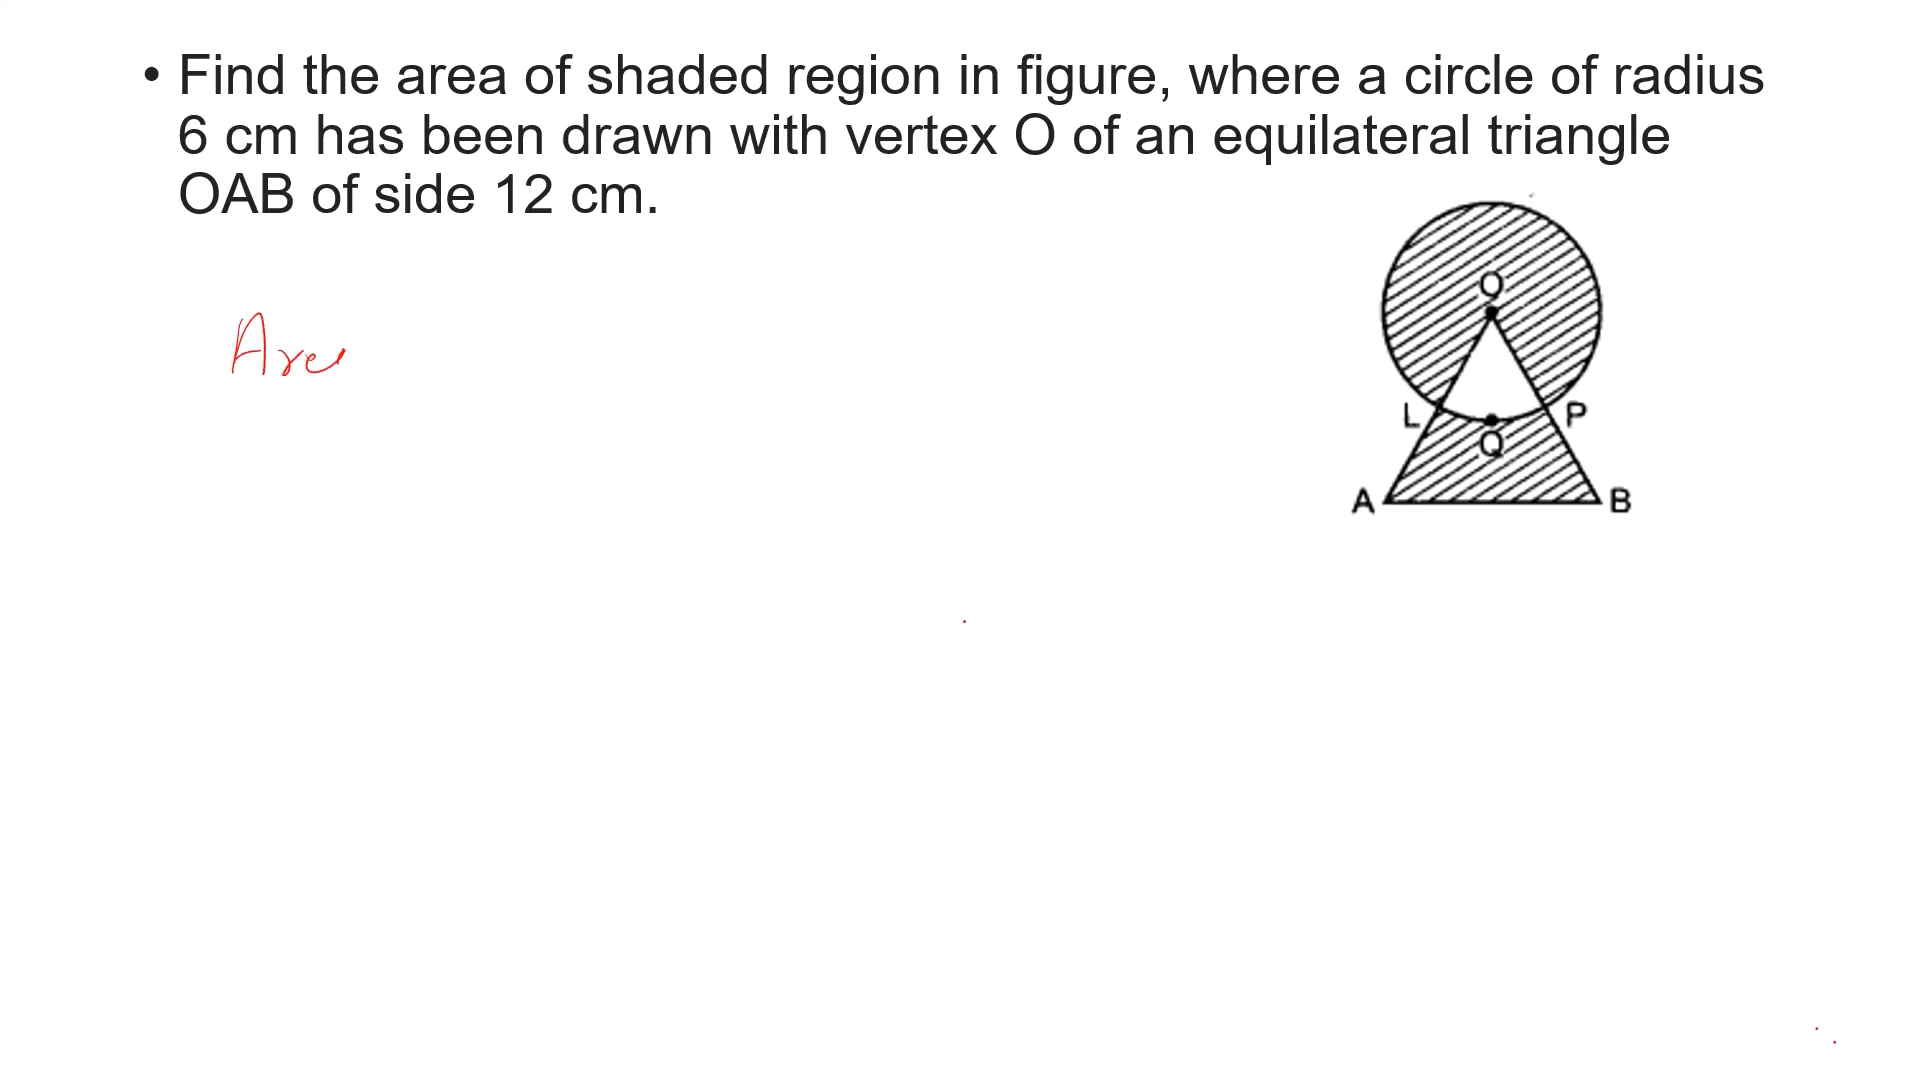 • Find the area of shaded region in figure, where a circle of radius
6 cm has been drawn with vertex O of an equilateral triangle
OAB of side 12 cm.
O
Are
L
P
Q
A
B